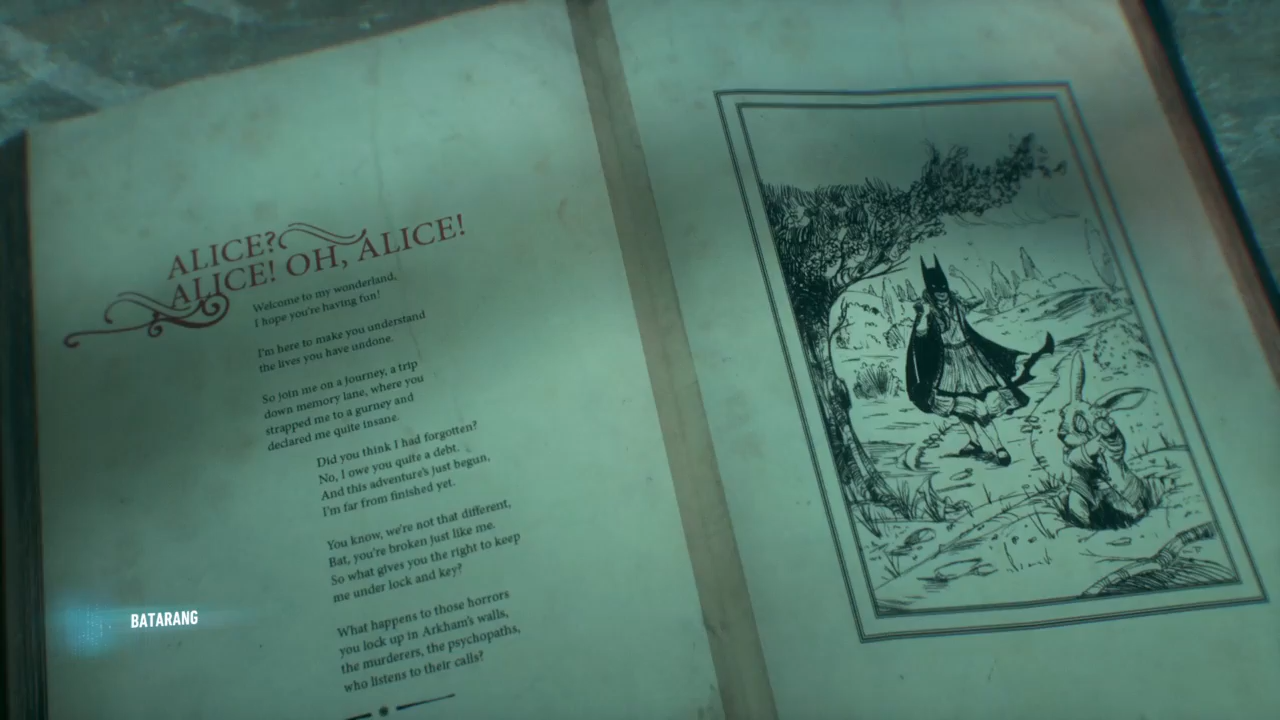 ALICE?
ALICE! OH, ALICE!
Welcome to my wonderland,
I hope you're having fun!
I'm here to make you understand
the lives you have undone.
So join me on a journey, a trip
down memory lane, where you
strapped me to a gurney and
declared me quite insane.
Did you think I had forgotten?
No, I owe you quite a debt.
And this adventure's just begun,
I'm far from finished yet.
You know, we're not that different,
Bat, you're broken just like me.
So what gives you the right to keep
me under lock and key?
What happens to those horrors
you lock up in Arkham's walls,
the murderers, the psychopaths,
who listens to their calls?
BATARANG